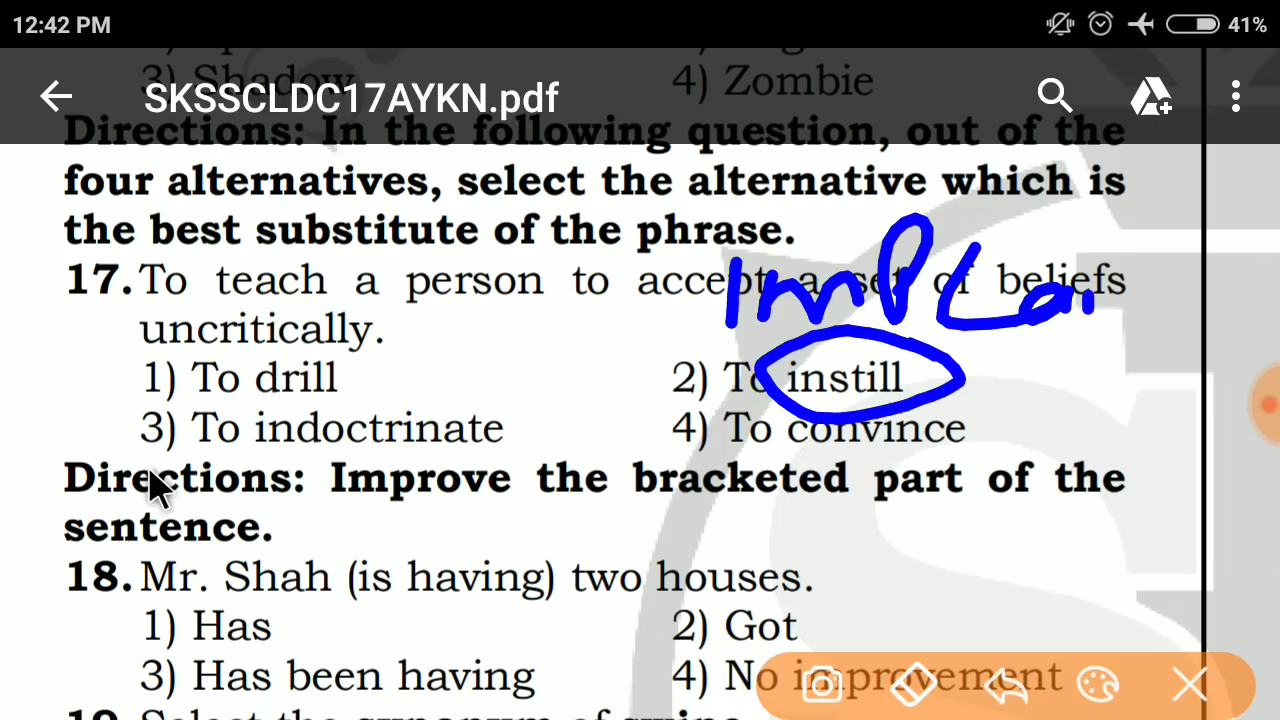 12:42 PM 41%
SKSSCLDC17AYKN.pdf
3) Shadow 4) Zombie
Directions: In the following question, out of the
four alternatives, select the alternative which is
the best substitute of the phrase.
17. To teach a person to accept a set of beliefs
uncritically.
ImPLa
1) To drill 2) To instill
3) To indoctrinate 4) To convince
Directions: Improve the bracketed part of the
sentence.
18. Mr. Shah (is having) two houses.
1) Has 2) Got
3) Has been having 4) No improvement